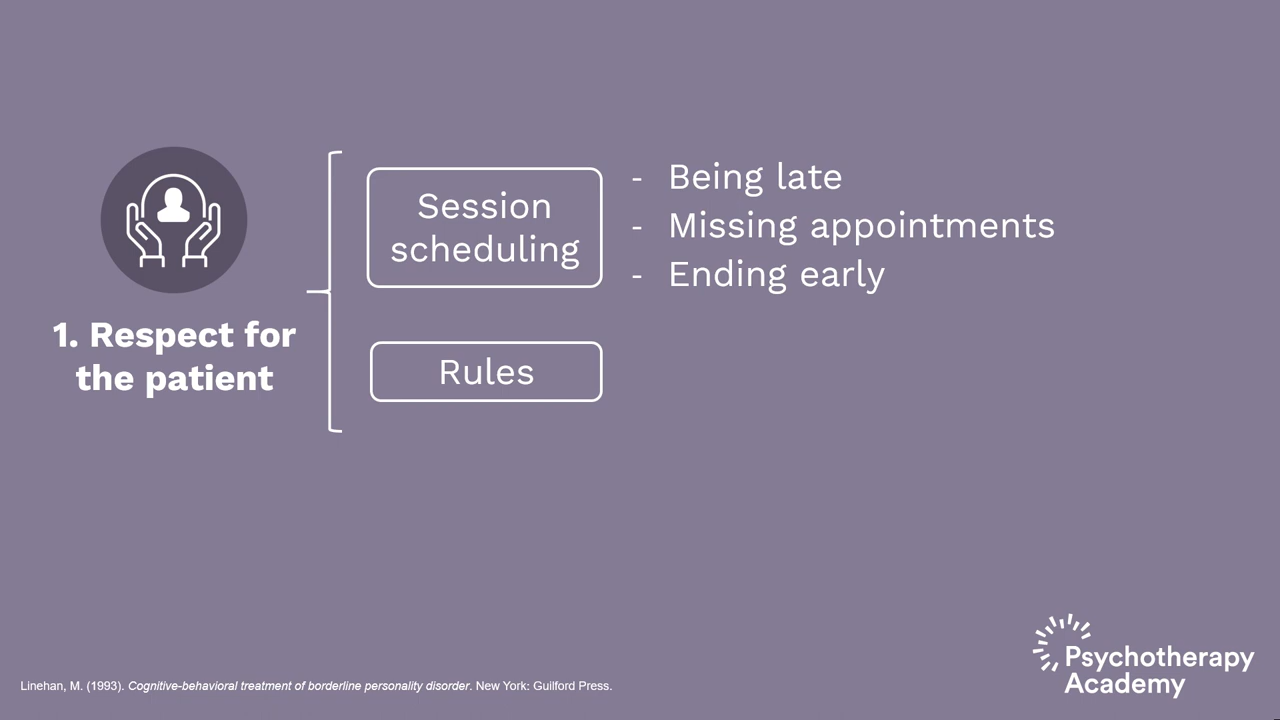 1. Respect for
the patient
Session
scheduling
- Being late
- Missing appointments
- Ending early
Rules
Linehan, M. (1993). Cognitive-behavioral treatment of borderline personality disorder. New York: Guilford Press.
Psychotherapy
Academy